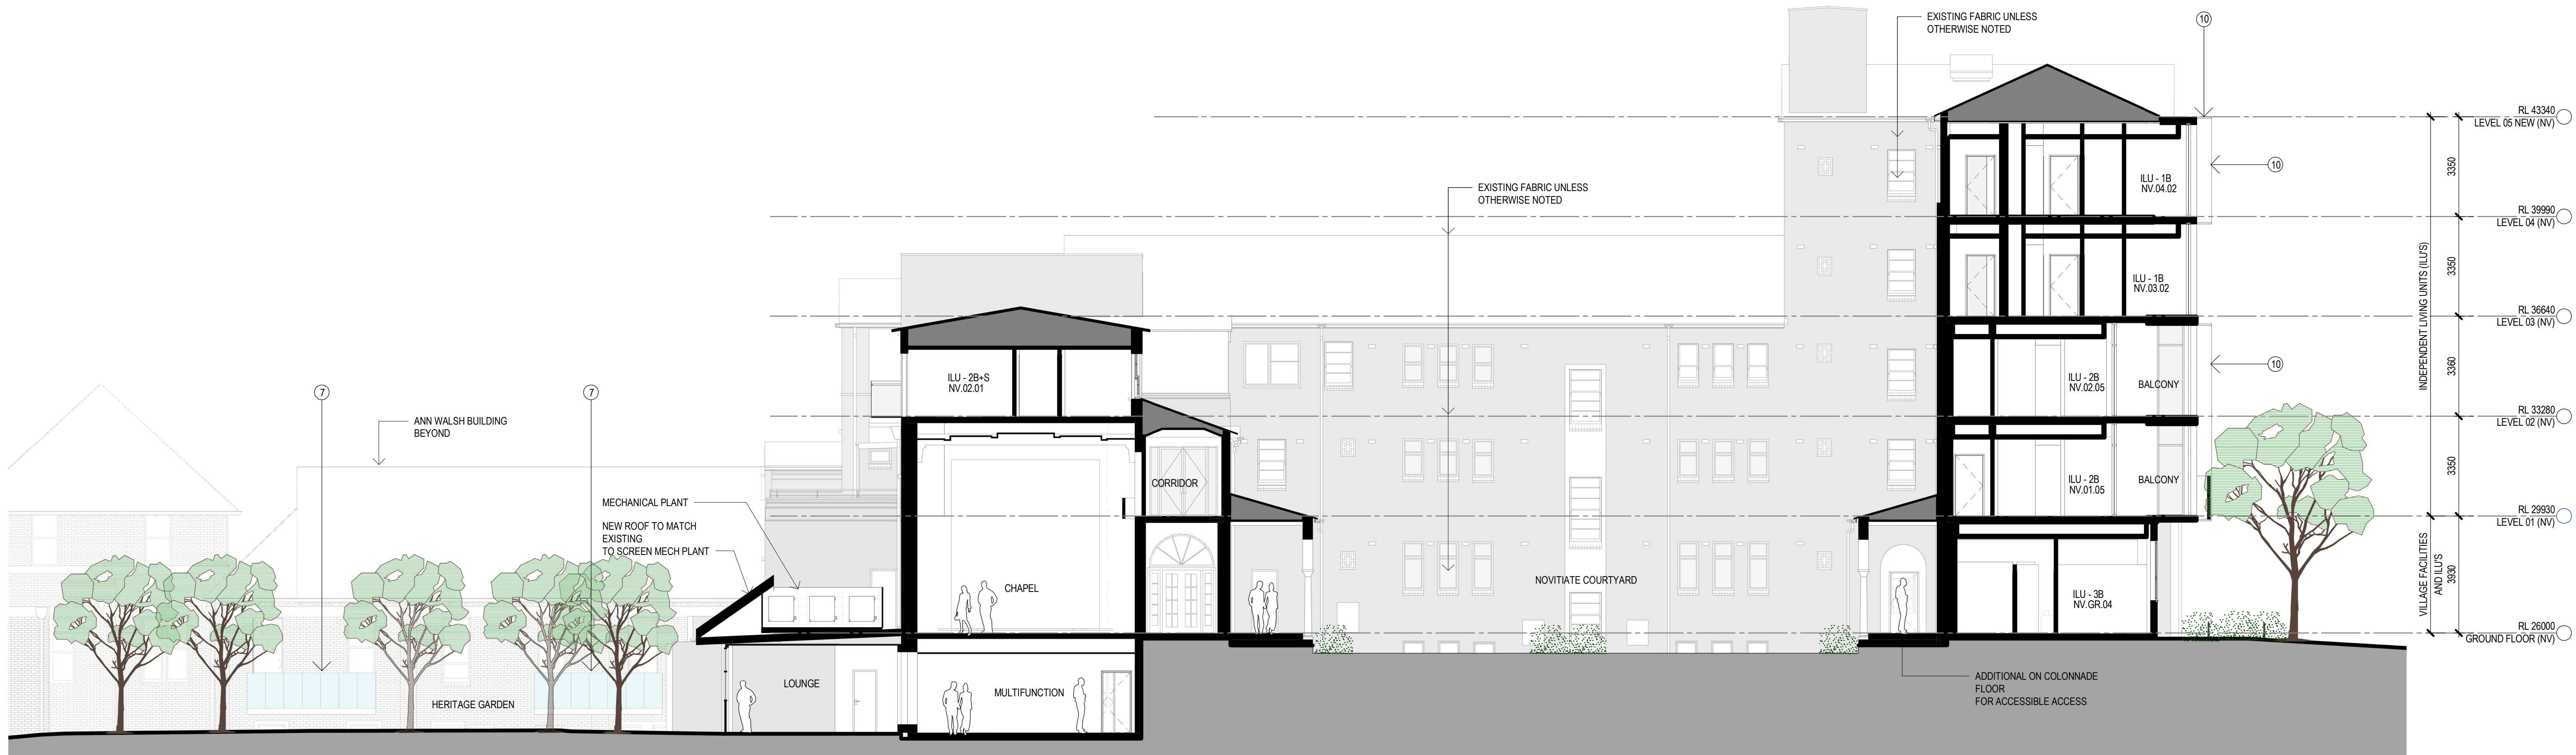 EXISTING FABRIC UNLESS
OTHERWISE NOTED
10
RL 43340
LEVEL 05 NEW (NV)
3350
10
ILU - 1B
NV.04.02
EXISTING FABRIC UNLESS
OTHERWISE NOTED
RL 39990
LEVEL 04 (NV)
INDEPENDENT LIVING UNITS (ILU'S)
3350
ILU - 1B
NV.03.02
RL 36640
LEVEL 03 (NV)
3360
10
ILU - 2B+S
NV.02.01
ILU - 2B
NV.02.05
BALCONY
7
7
RL 33280
LEVEL 02 (NV)
ANN WALSH BUILDING
BEYOND
3350
CORRIDOR
ILU - 2B
NV.01.05
BALCONY
MECHANICAL PLANT
RL 29930
LEVEL 01 (NV)
NEW ROOF TO MATCH
EXISTING
TO SCREEN MECH PLANT
VILLAGE FACILITIES
AND ILU'S
3930
NOVITIATE COURTYARD
CHAPEL
ILU - 3B
NV.GR.04
RL 26000
GROUND FLOOR (NV)
LOUNGE
MULTIFUNCTION
HERITAGE GARDEN
ADDITIONAL ON COLONNADE
FLOOR
FOR ACCESSIBLE ACCESS